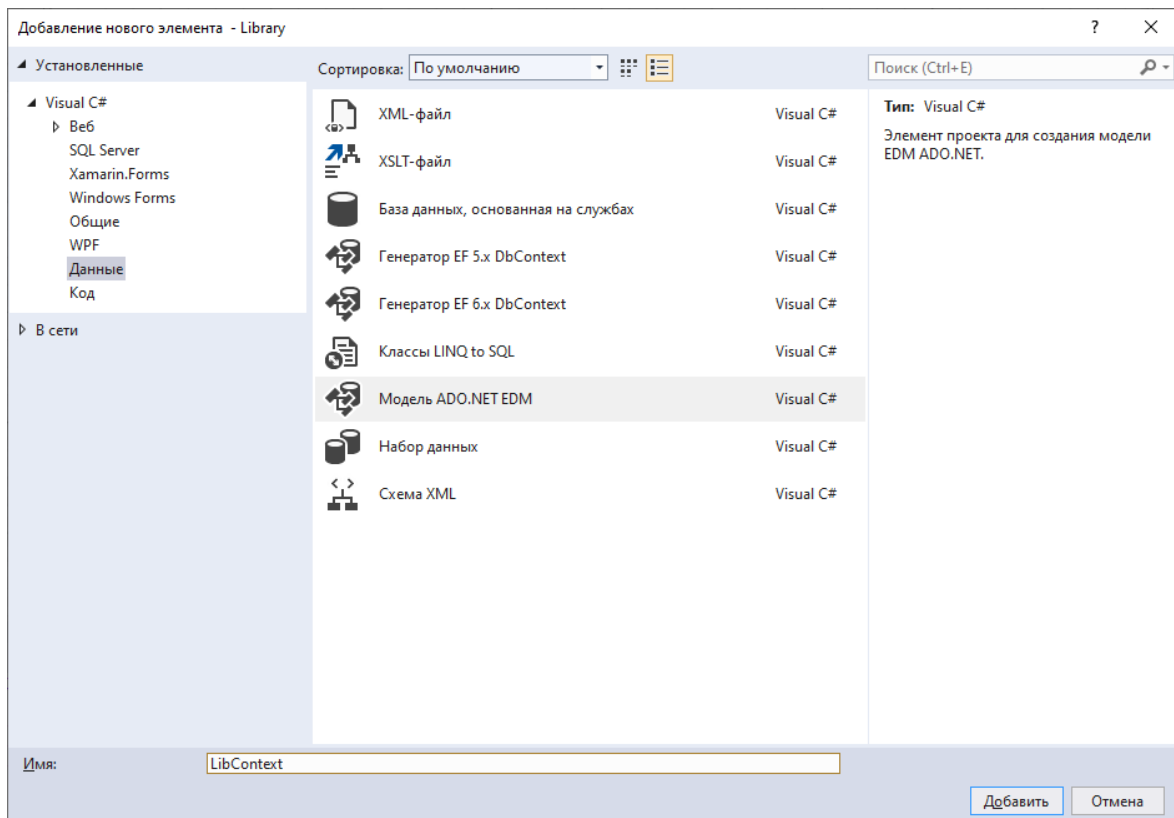 Добавление нового элемента - Library
?
Установленные
Сортировка: По умолчанию
Поиск (Ctrl+E)
Visual C#
Веб
SQL Server
Xamarin.Forms
Windows Forms
Общие
WPF
Данные
Код
В сети
XML-файл Visual C#
XSLT-файл Visual C#
База данных, основанная на службах Visual C#
Генератор EF 5.x DbContext Visual C#
Генератор EF 6.x DbContext Visual C#
Классы LINQ to SQL Visual C#
Модель ADO.NET EDM Visual C#
Набор данных Visual C#
Схема XML Visual C#
Тип: Visual C#
Элемент проекта для создания модели
EDM ADO.NET.
Имя: LibContext
Добавить Отмена